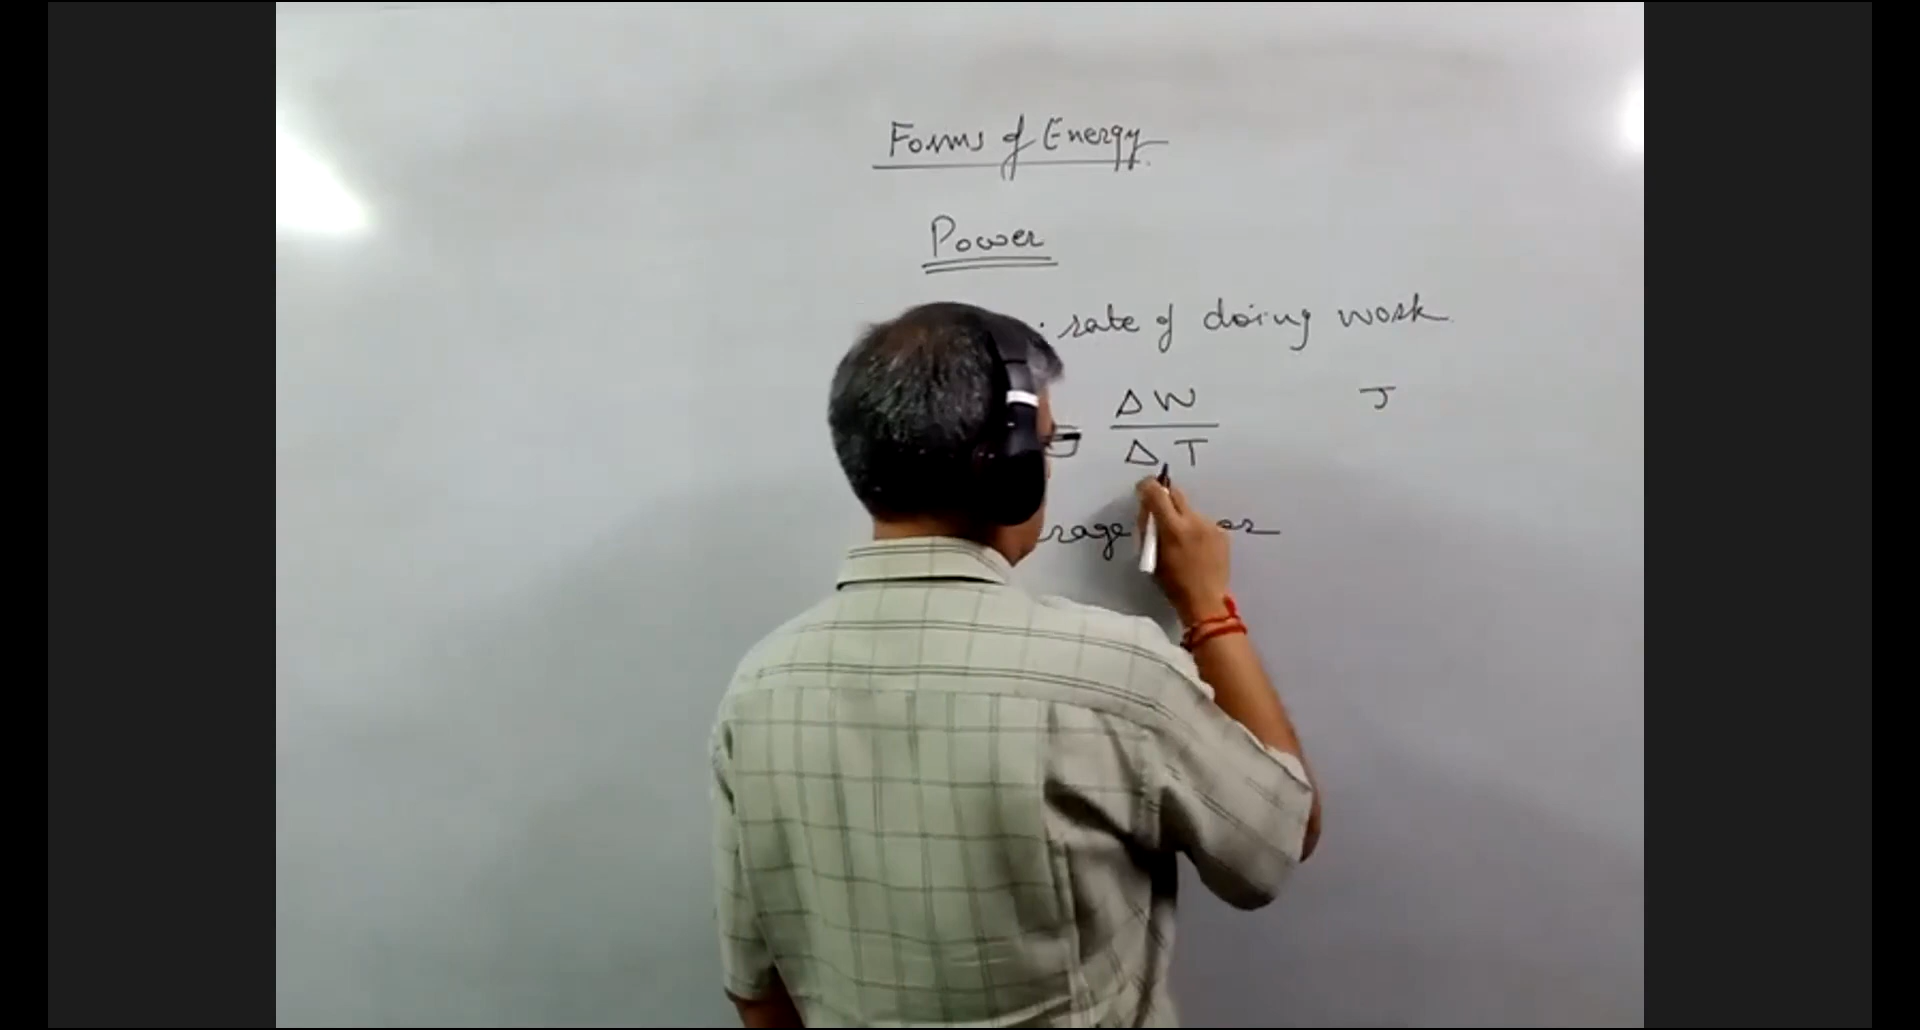 Forms of Energy
Power
rate of doing work
ΔW J
ΔT